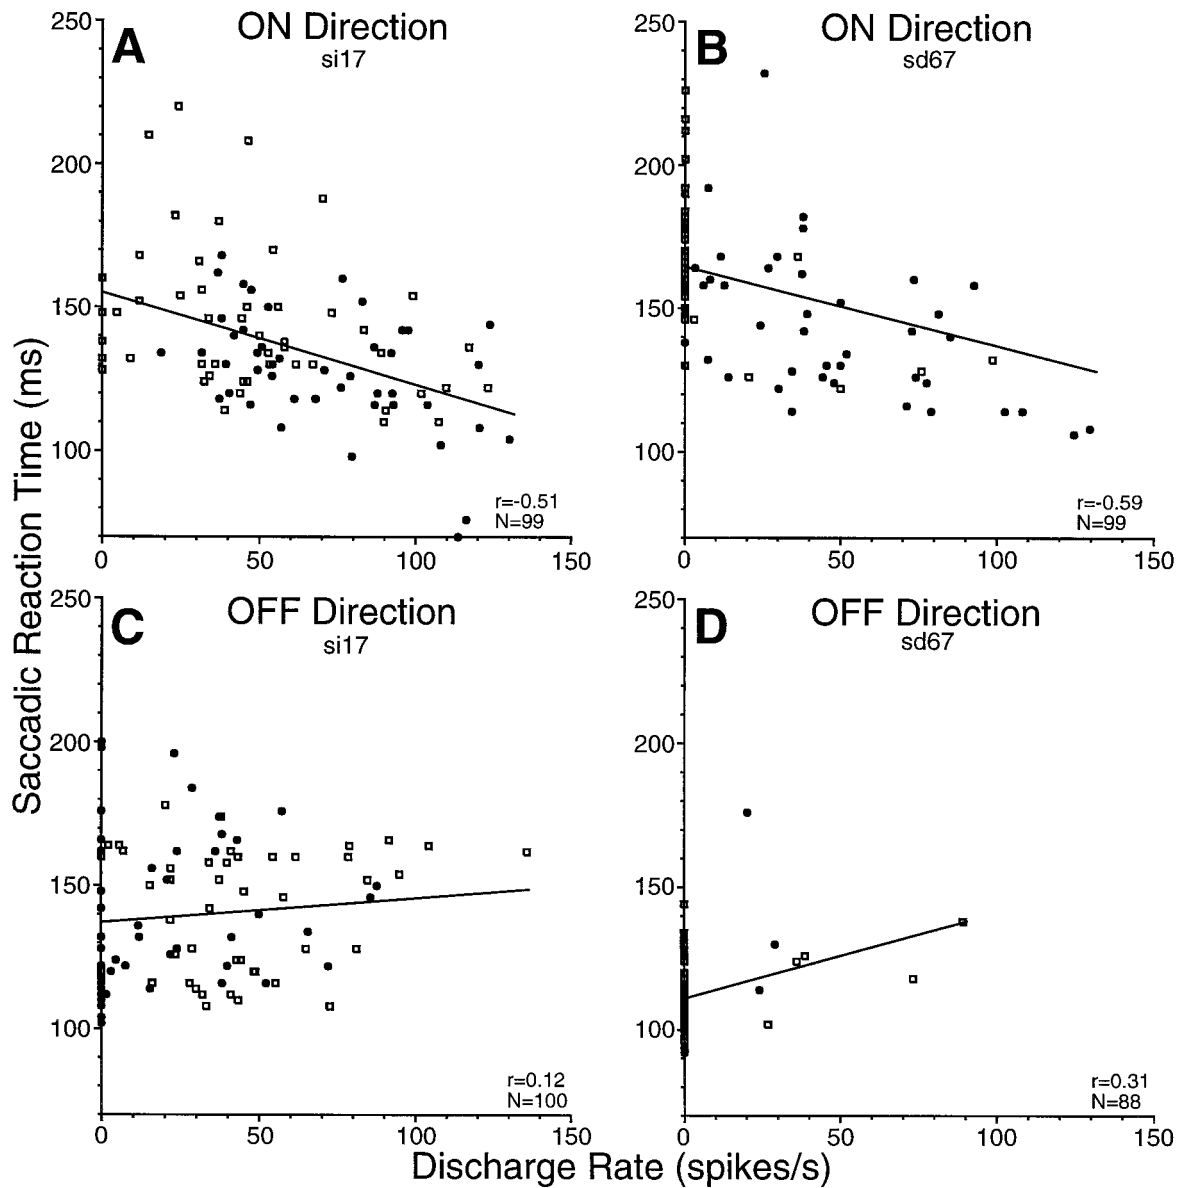 Saccadic Reaction Time (ms)
A
ON Direction
si17
250
200
150
100
0 50 100 150
r=-0.51
N=99
B
ON Direction
sd67
250
200
150
100
0 50 100 150
r=-0.59
N=99
C
OFF Direction
si17
250
200
150
100
0 50 100 150
r=0.12
N=100
D
OFF Direction
sd67
250
200
150
100
0 50 100 150
r=0.31
N=88
Discharge Rate (spikes/s)